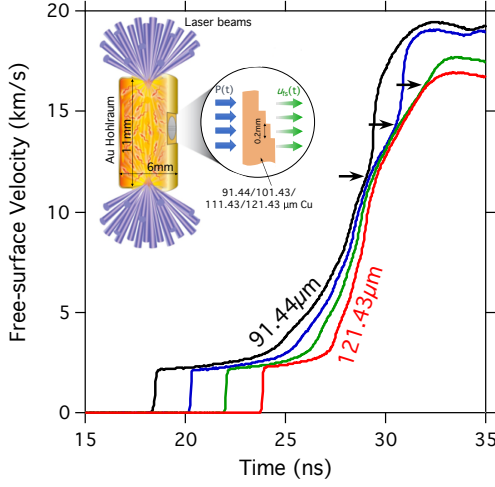 Laser beams
Au Hohlraum
11mm
6mm
P(t)
u_fs(t)
0.2mm
91.44/101.43/
111.43/121.43 μm Cu
Free-surface Velocity (km/s)
20
15
10
5
0
91.44μm
121.43μm
15 20 25 30 35
Time (ns)